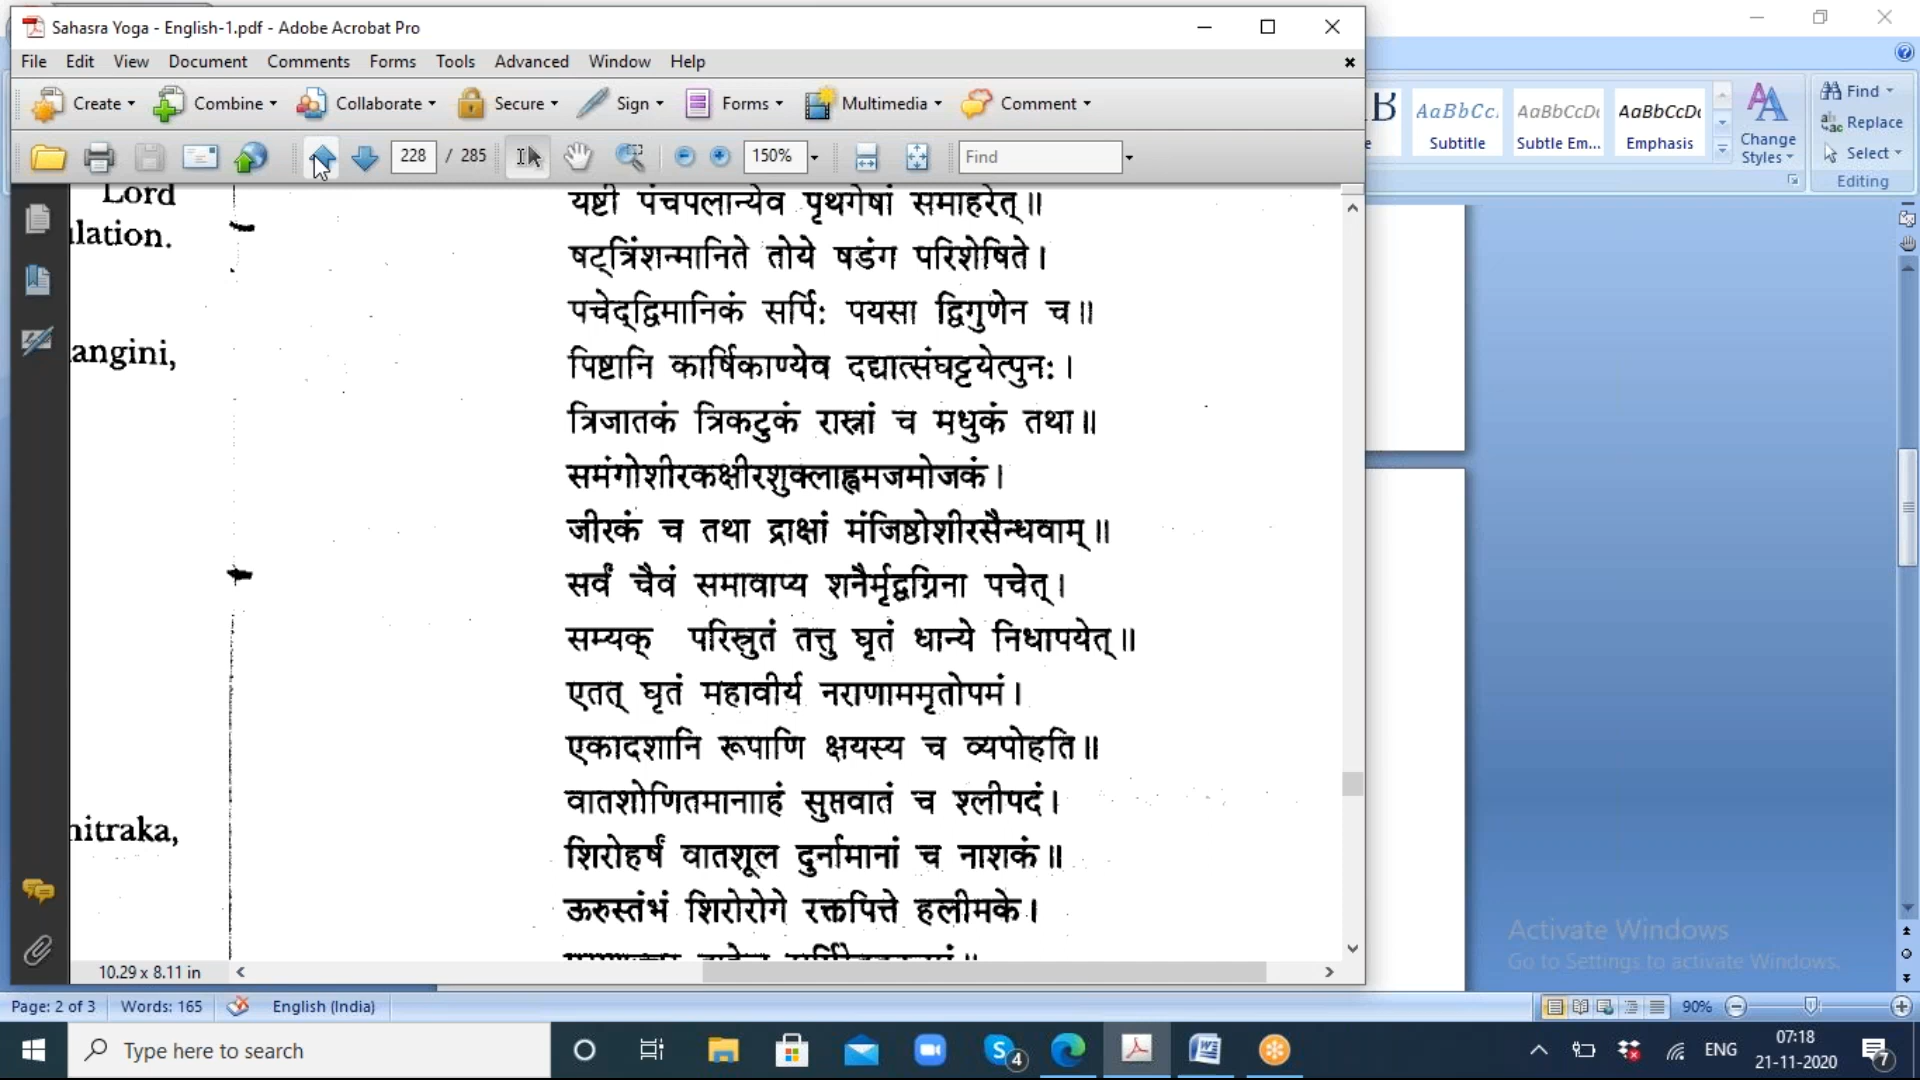 Sahasra Yoga - English-1.pdf - Adobe Acrobat Pro
File Edit View Document Comments Forms Tools Advanced Window Help
Create Combine Collaborate Secure Sign Forms Multimedia Comment
228 / 285 150% Find
Find
Replace
Select
Editing
AaBbCc. AaBbCcDı AaBbCcDı
Subtitle Subtle Em... Emphasis
Change
Styles
Lord
lation.
angini,
hitraka,
यष्टी पंचपलान्येव पृथगेषां समाहरेत्॥
षट्त्रिंशन्मानिते तोये षडंग परिशेषिते।
पचेद्द्विमानिकं सर्पिः पयसा द्विगुणेन च॥
पिष्टानि कार्षिकाण्येव दद्यात्संघट्टयेत्पुनः।
त्रिजातकं त्रिकटुकं रास्नां च मधुकं तथा॥
समंगोशीरकक्षीरशुक्लाह्वमजमोजकं।
जीरकं च तथा द्राक्षां मंजिष्ठोशीरसैन्धवाम्॥
सर्वं चैवं समावाप्य शनैर्मृद्वग्निना पचेत्।
सम्यक् परिस्रुतं तत्तु घृतं धान्ये निधापयेत्॥
एतत् घृतं महावीर्य नराणाममृतोपमं।
एकादशानि रूपाणि क्षयस्य च व्यपोहति॥
वातशोणितमानााहं सुप्तवातं च श्लीपदं।
शिरोहर्षं वातशूल दुर्नामानां च नाशकं॥
ऊरुस्तंभं शिरोरोगे रक्तपित्ते हलीमके।
10.29 x 8.11 in
Activate Windows
Go to Settings to activate Windows.
Page: 2 of 3 Words: 165 English (India) 90%
Type here to search
4
ENG
07:18
21-11-2020
7